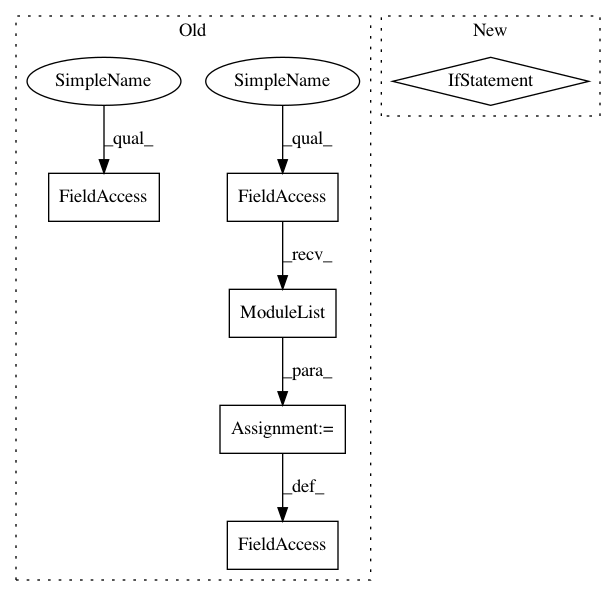 Old
New
SimpleName
SimpleName
IfStatement
_qual_
_qual_
FieldAccess
FieldAccess
_recv_
ModuleList
_para_
Assignment:=
_def_
FieldAccess